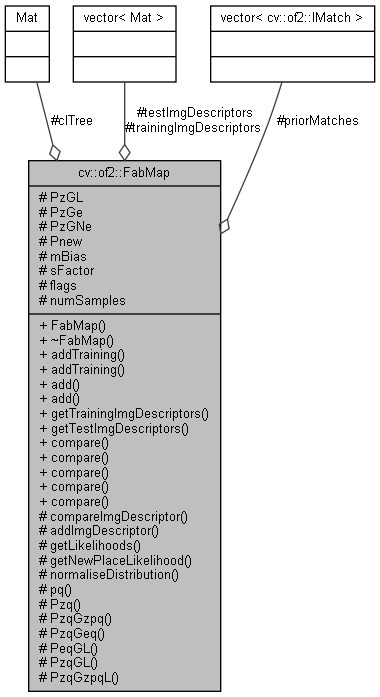 Mat
vector< Mat >
vector< cv::of2::IMatch >
#clTree
#testImgDescriptors
#trainingImgDescriptors
#priorMatches
cv::of2::FabMap
# PzGL
# PzGe
# PzGNe
# Pnew
# mBias
# sFactor
# flags
# numSamples
+ FabMap()
+ ~FabMap()
+ addTraining()
+ addTraining()
+ add()
+ add()
+ getTrainingImgDescriptors()
+ getTestImgDescriptors()
+ compare()
+ compare()
+ compare()
+ compare()
+ compare()
# compareImgDescriptor()
# addImgDescriptor()
# getLikelihoods()
# getNewPlaceLikelihood()
# normaliseDistribution()
# pq()
# Pzq()
# PzqGzpq()
# PzqGeq()
# PeqGL()
# PzqGL()
# PzqGzpqL()